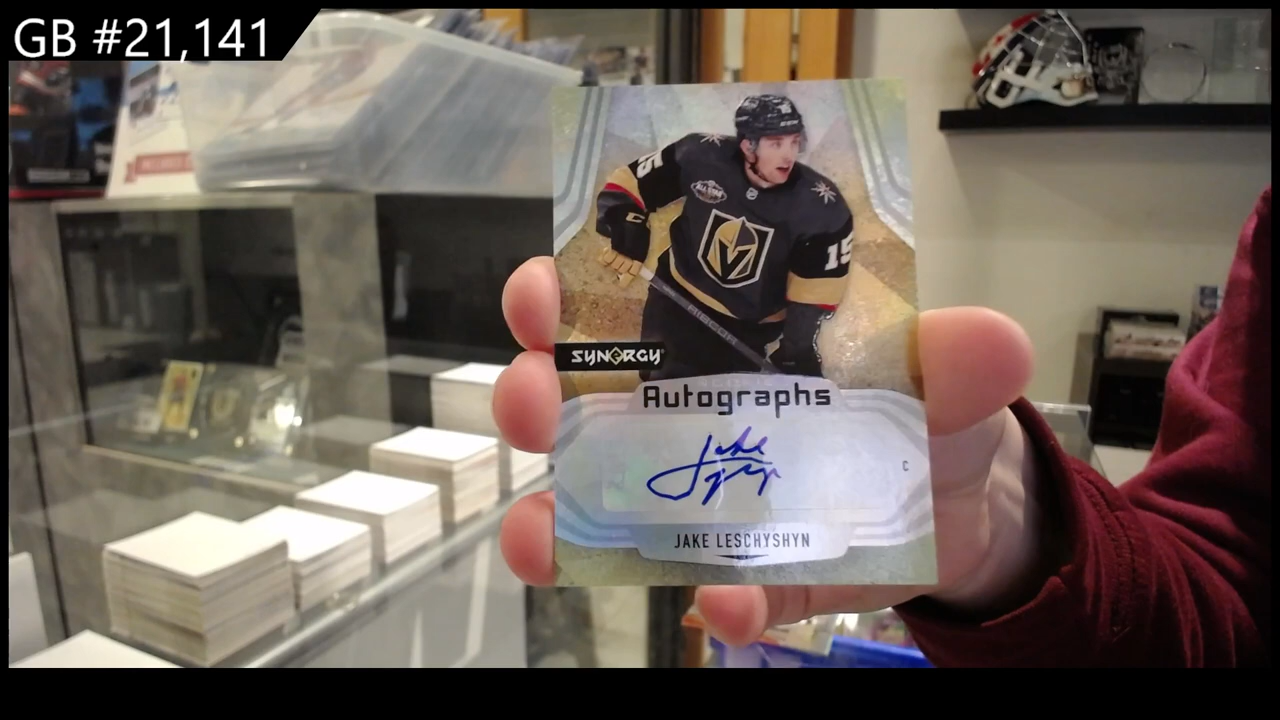 GB #21,141
15
15
SYNERGY
Autographs
C
JAKE LESCHYSHYN